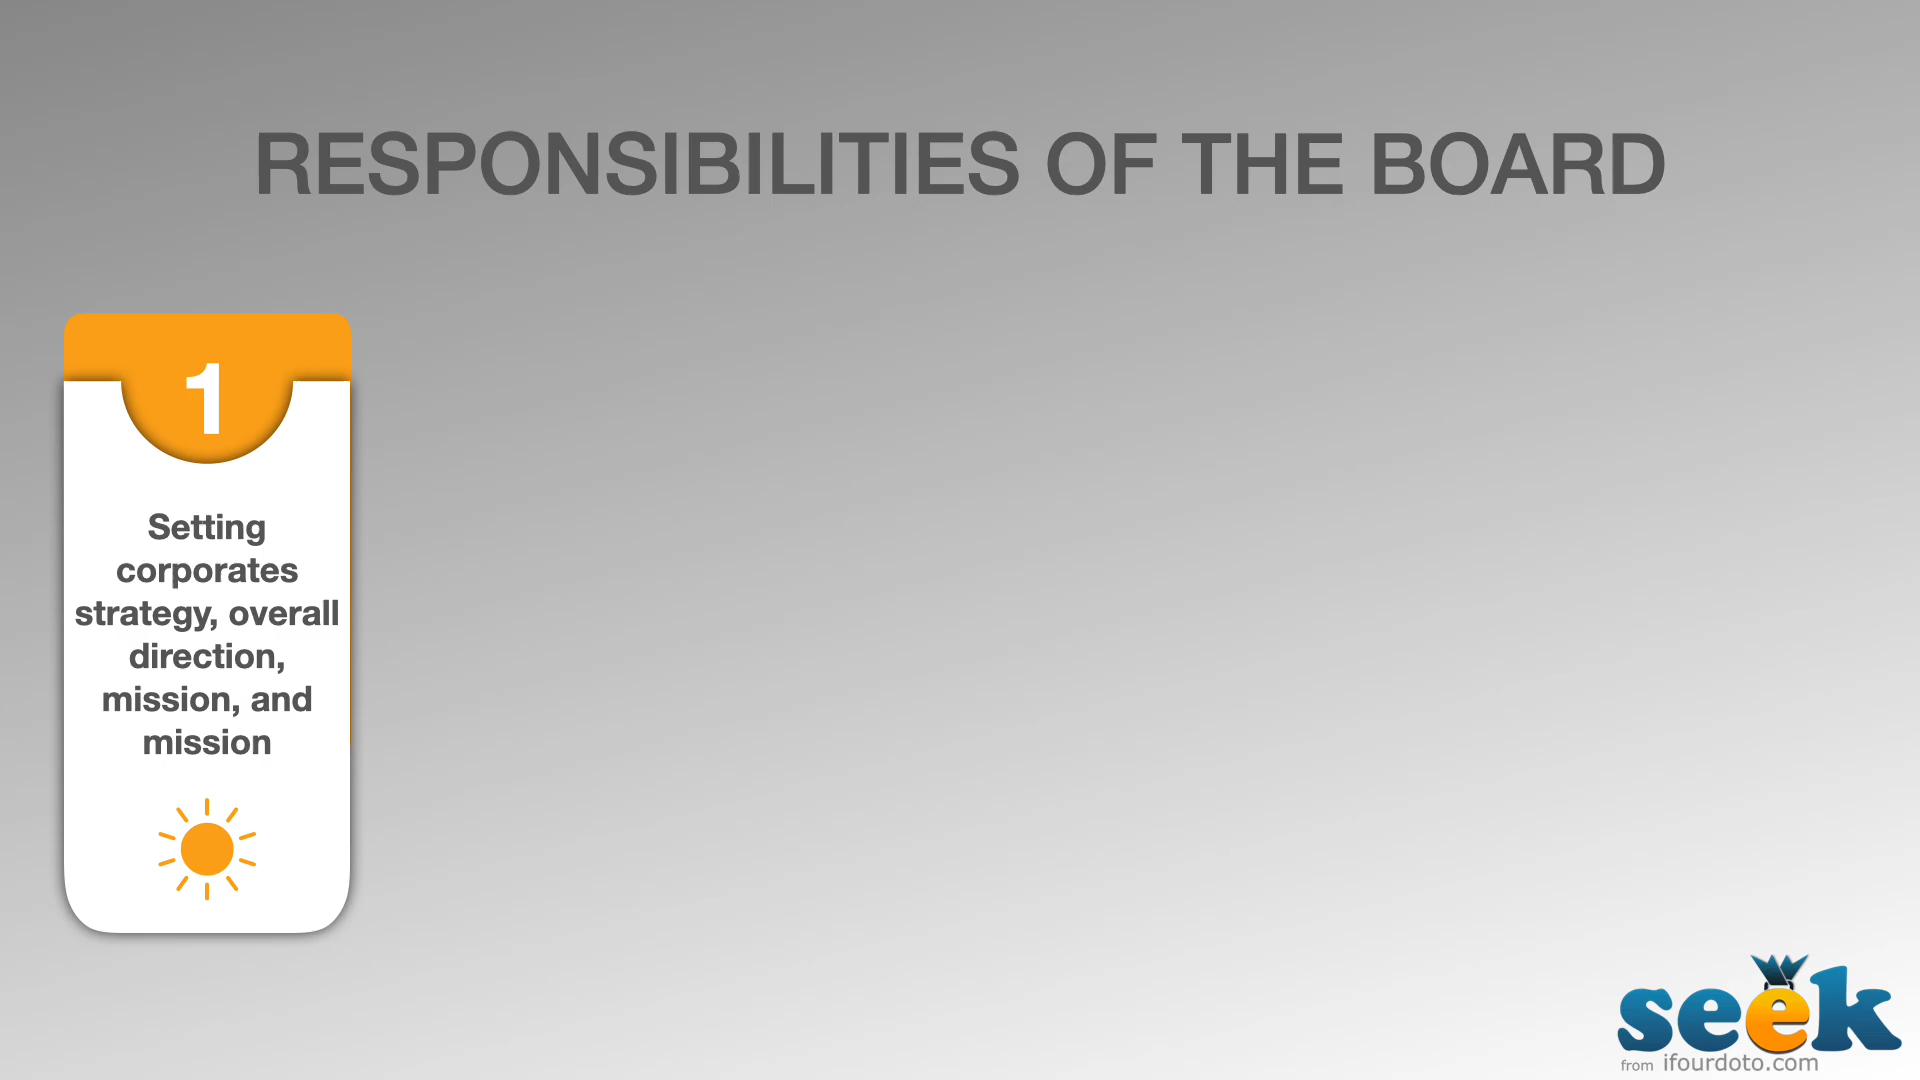 RESPONSIBILITIES OF THE BOARD
1
Setting
corporates
strategy, overall
direction,
mission, and
mission
seek
from ifourdoto.com